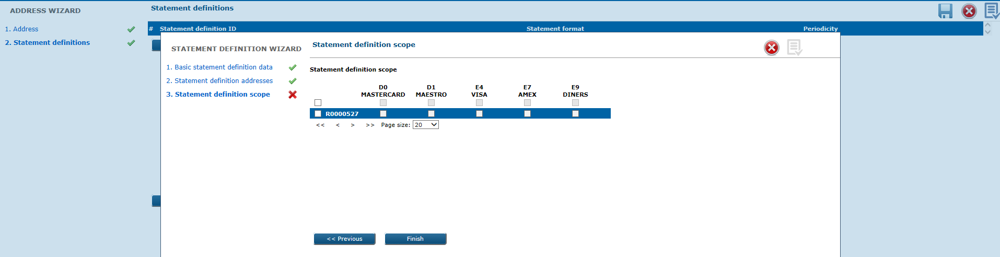 ADDRESS WIZARD
1. Address
2. Statement definitions
Statement definitions
# Statement definition ID Statement format Periodicity
STATEMENT DEFINITION WIZARD
1. Basic statement definition data
2. Statement definition addresses
3. Statement definition scope
Statement definition scope
Statement definition scope
D0 D1 E4 E7 E9
MASTERCARD MAESTRO VISA AMEX DINERS
R0000527
<< < > >> Page size: 20
<< Previous Finish